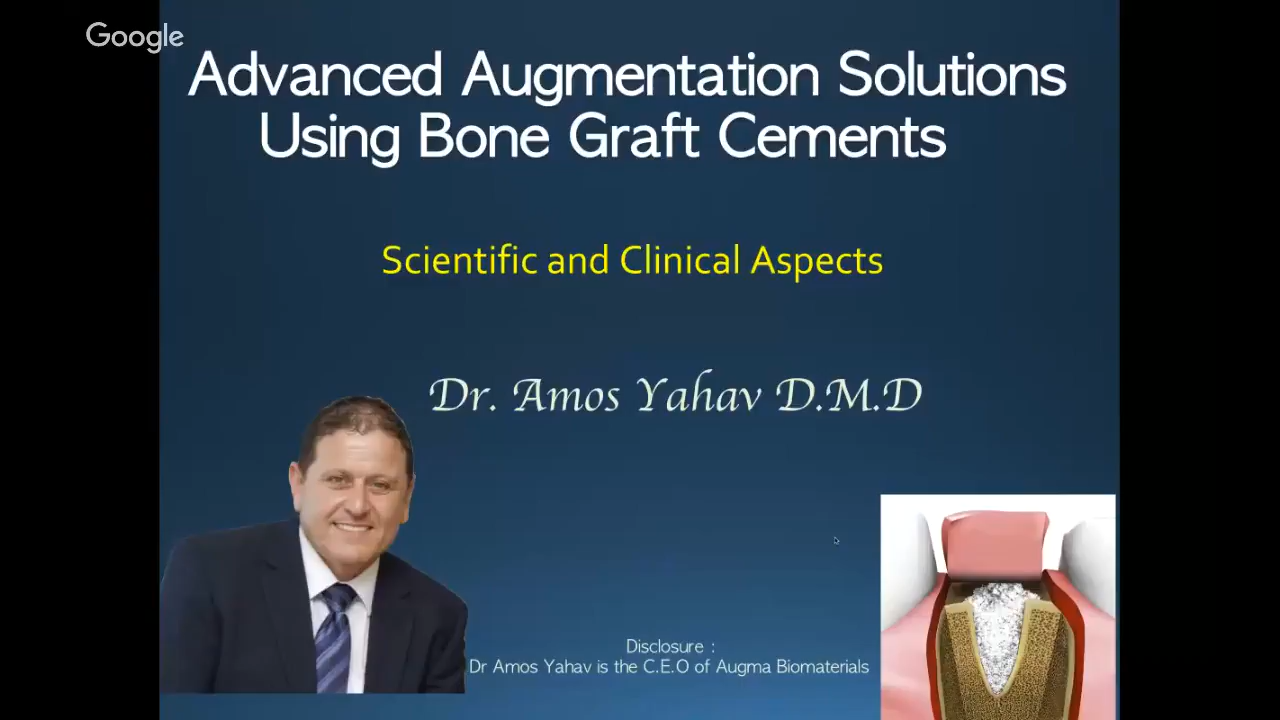 Google
Advanced Augmentation Solutions
Using Bone Graft Cements
Scientific and Clinical Aspects
Dr. Amos Yahav D.M.D
Disclosure :
Dr Amos Yahav is the C.E.O of Augma Biomaterials